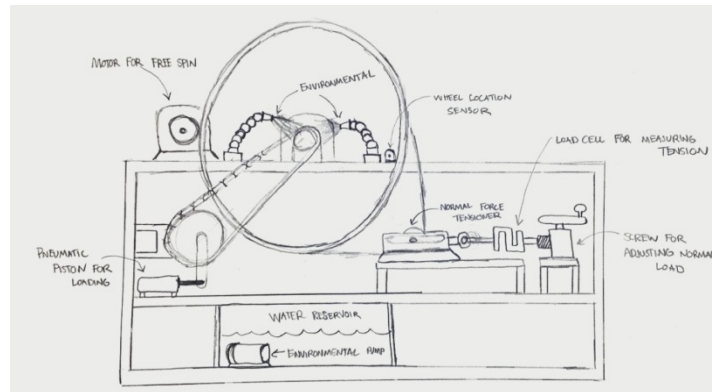 MOTOR FOR FREE SPIN
ENVIRONMENTAL
WHEEL LOCATION
SENSOR
LOAD CELL FOR MEASURING
TENSION
NORMAL FORCE
TENSIONER
PNEUMATIC
PISTON FOR
LOADING
SCREW FOR
ADJUSTING NORMAL
LOAD
WATER RESERVOIR
ENVIRONMENTAL PUMP